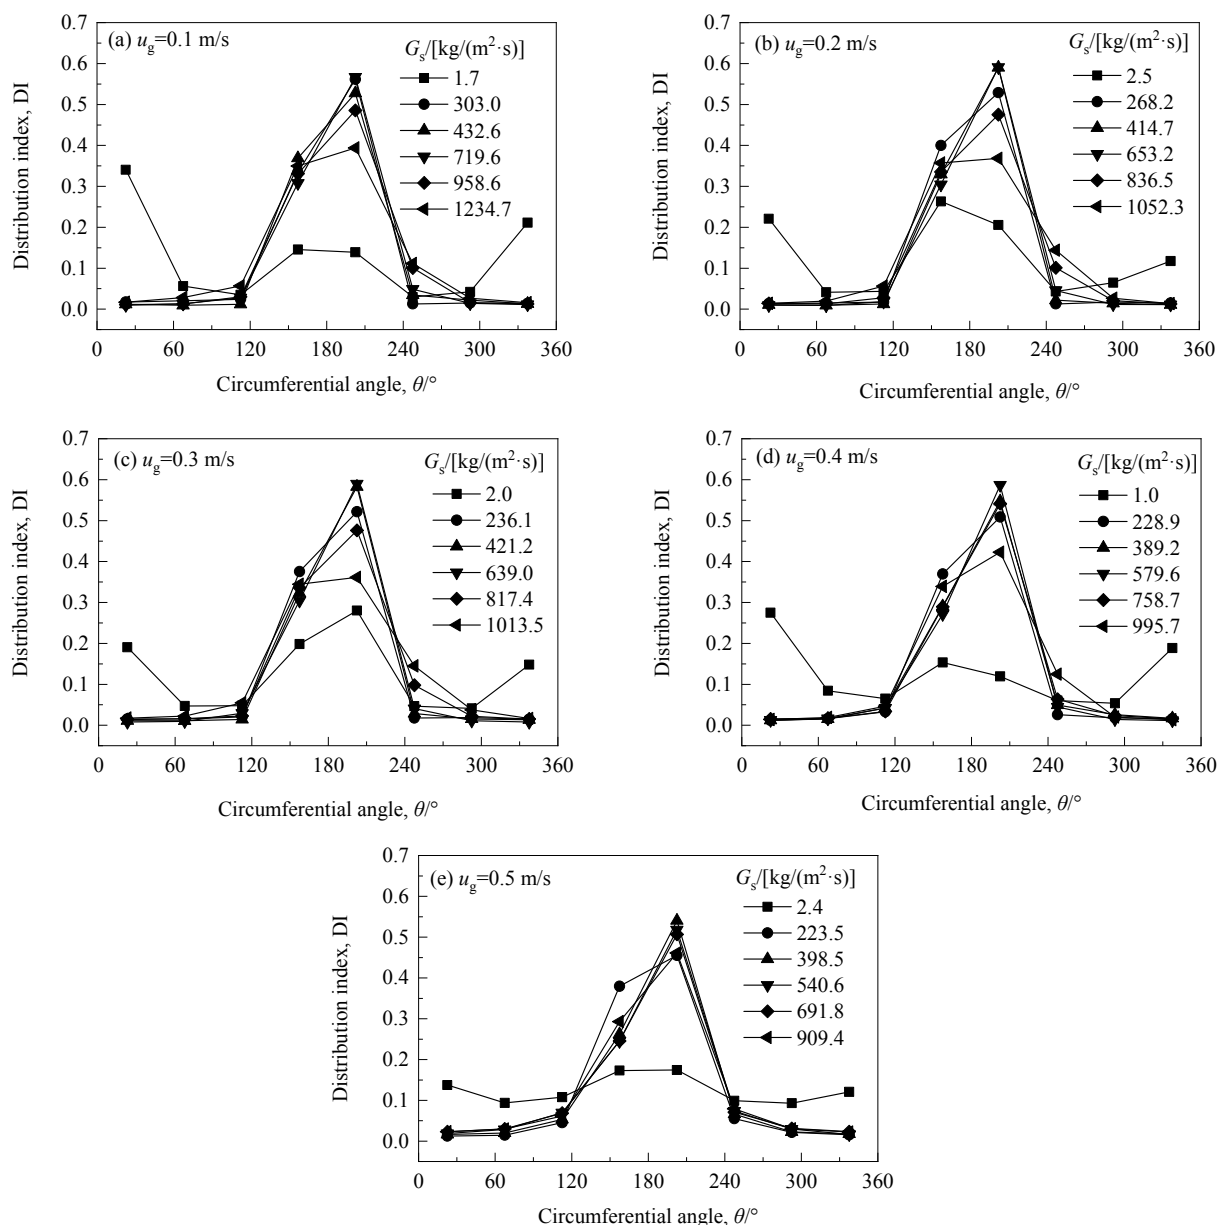 (a) u_g=0.1 m/s
G_s/[kg/(m²·s)]
1.7
303.0
432.6
719.6
958.6
1234.7
0.7
0.6
0.5
0.4
0.3
0.2
0.1
0.0
Distribution index, DI
0 60 120 180 240 300 360
Circumferential angle, θ/°
(b) u_g=0.2 m/s
G_s/[kg/(m²·s)]
2.5
268.2
414.7
653.2
836.5
1052.3
0.7
0.6
0.5
0.4
0.3
0.2
0.1
0.0
Distribution index, DI
0 60 120 180 240 300 360
Circumferential angle, θ/°
(c) u_g=0.3 m/s
G_s/[kg/(m²·s)]
2.0
236.1
421.2
639.0
817.4
1013.5
0.7
0.6
0.5
0.4
0.3
0.2
0.1
0.0
Distribution index, DI
0 60 120 180 240 300 360
Circumferential angle, θ/°
(d) u_g=0.4 m/s
G_s/[kg/(m²·s)]
1.0
228.9
389.2
579.6
758.7
995.7
0.7
0.6
0.5
0.4
0.3
0.2
0.1
0.0
Distribution index, DI
0 60 120 180 240 300 360
Circumferential angle, θ/°
(e) u_g=0.5 m/s
G_s/[kg/(m²·s)]
2.4
223.5
398.5
540.6
691.8
909.4
0.7
0.6
0.5
0.4
0.3
0.2
0.1
0.0
Distribution index, DI
0 60 120 180 240 300 360
Circumferential angle, θ/°